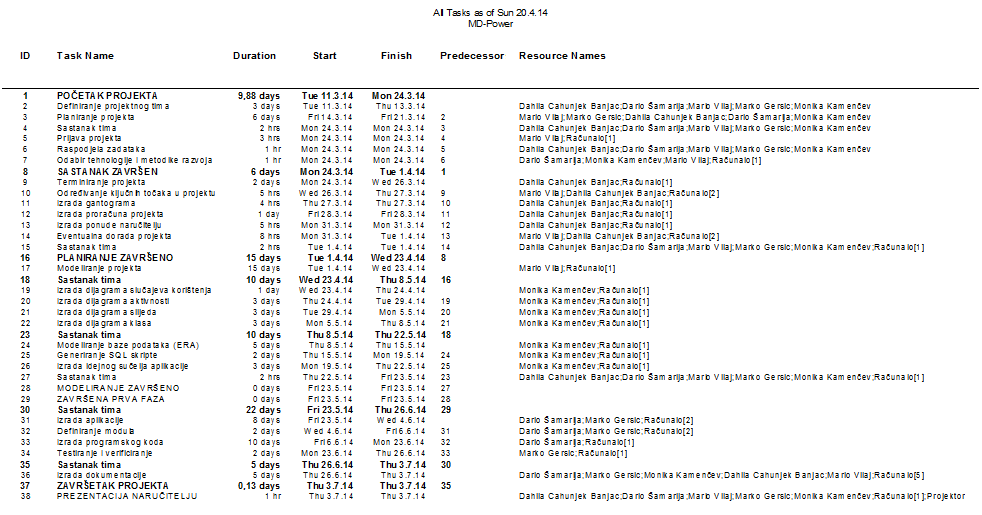 All Tasks as of Sun 20.4.14
MD-Power
ID Task Name Duration Start Finish Predecessor Resource Names
1 POČETAK PROJEKTA 9,88 days Tue 11.3.14 Mon 24.3.14
2 Definiranje projektnog tima 3 days Tue 11.3.14 Thu 13.3.14 Dahlia Cahunjek Banjac;Dario Šamarija;Mario Vilaj;Marko Gersic;Monika Kamenčev
3 Planiranje projekta 6 days Fri 14.3.14 Fri 21.3.14 2 Mario Vilaj;Marko Gersic;Dahlia Cahunjek Banjac;Dario Šamarija;Monika Kamenčev
4 Sastanak tima 2 hrs Mon 24.3.14 Mon 24.3.14 3 Dahlia Cahunjek Banjac;Dario Šamarija;Mario Vilaj;Marko Gersic;Monika Kamenčev
5 Prijava projekta 3 hrs Mon 24.3.14 Mon 24.3.14 4 Mario Vilaj;Računalo[1]
6 Raspodjela zadataka 1 hr Mon 24.3.14 Mon 24.3.14 5 Dahlia Cahunjek Banjac;Dario Šamarija;Mario Vilaj;Marko Gersic;Monika Kamenčev
7 Odabir tehnologije i metodike razvoja 1 hr Mon 24.3.14 Mon 24.3.14 6 Dario Šamarija;Monika Kamenčev;Mario Vilaj;Računalo[1]
8 SASTANAK ZAVRŠEN 6 days Mon 24.3.14 Tue 1.4.14 1
9 Terminiranje projekta 2 days Mon 24.3.14 Wed 26.3.14 Dahlia Cahunjek Banjac;Računalo[1]
10 Određivanje ključnih točaka u projektu 5 hrs Wed 26.3.14 Thu 27.3.14 9 Mario Vilaj;Dahlia Cahunjek Banjac;Računalo[2]
11 Izrada gantograma 4 hrs Thu 27.3.14 Thu 27.3.14 10 Dahlia Cahunjek Banjac;Računalo[1]
12 Izrada proračuna projekta 1 day Fri 28.3.14 Fri 28.3.14 11 Dahlia Cahunjek Banjac;Računalo[1]
13 Izrada ponude naručitelju 5 hrs Mon 31.3.14 Mon 31.3.14 12 Dahlia Cahunjek Banjac;Računalo[1]
14 Eventualna dorada projekta 8 hrs Mon 31.3.14 Tue 1.4.14 13 Mario Vilaj;Dahlia Cahunjek Banjac;Računalo[2]
15 Sastanak tima 2 hrs Tue 1.4.14 Tue 1.4.14 14 Dahlia Cahunjek Banjac;Dario Šamarija;Mario Vilaj;Marko Gersic;Monika Kamenčev;Računalo[1]
16 PLANIRANJE ZAVRŠENO 15 days Tue 1.4.14 Wed 23.4.14 8
17 Modeliranje projekta 15 days Tue 1.4.14 Wed 23.4.14 Mario Vilaj;Računalo[1]
18 Sastanak tima 10 days Wed 23.4.14 Thu 8.5.14 16
19 Izrada dijagrama slučajeva korištenja 1 day Wed 23.4.14 Thu 24.4.14 Monika Kamenčev;Računalo[1]
20 Izrada dijagrama aktivnosti 3 days Thu 24.4.14 Tue 29.4.14 19 Monika Kamenčev;Računalo[1]
21 Izrada dijagrama slijeda 3 days Tue 29.4.14 Mon 5.5.14 20 Monika Kamenčev;Računalo[1]
22 Izrada dijagrama klasa 3 days Mon 5.5.14 Thu 8.5.14 21 Monika Kamenčev;Računalo[1]
23 Sastanak tima 10 days Thu 8.5.14 Thu 22.5.14 18
24 Modeliranje baze podataka (ERA) 5 days Thu 8.5.14 Thu 15.5.14 Monika Kamenčev;Računalo[1]
25 Generiranje SQL skripte 2 days Thu 15.5.14 Mon 19.5.14 24 Monika Kamenčev;Računalo[1]
26 Izrada idejnog sučelja aplikacije 3 days Mon 19.5.14 Thu 22.5.14 25 Monika Kamenčev;Računalo[1]
27 Sastanak tima 2 hrs Thu 22.5.14 Fri 23.5.14 23 Dahlia Cahunjek Banjac;Dario Šamarija;Mario Vilaj;Marko Gersic;Monika Kamenčev;Računalo[1]
28 MODELIRANJE ZAVRŠENO 0 days Fri 23.5.14 Fri 23.5.14 27
29 ZAVRŠENA PRVA FAZA 0 days Fri 23.5.14 Fri 23.5.14 28
30 Sastanak tima 22 days Fri 23.5.14 Thu 26.6.14 29
31 Izrada aplikacije 8 days Fri 23.5.14 Wed 4.6.14 Dario Šamarija;Marko Gersic;Računalo[2]
32 Definiranje modula 2 days Wed 4.6.14 Fri 6.6.14 31 Dario Šamarija;Marko Gersic;Računalo[2]
33 Izrada programskog koda 10 days Fri 6.6.14 Mon 23.6.14 32 Dario Šamarija;Računalo[1]
34 Testiranje i verificiranje 2 days Mon 23.6.14 Thu 26.6.14 33 Marko Gersic;Računalo[1]
35 Sastanak tima 5 days Thu 26.6.14 Thu 3.7.14 30
36 Izrada dokumentacije 5 days Thu 26.6.14 Thu 3.7.14 Dario Šamarija;Marko Gersic;Monika Kamenčev;Dahlia Cahunjek Banjac;Mario Vilaj;Računalo[5]
37 ZAVRŠETAK PROJEKTA 0,13 days Thu 3.7.14 Thu 3.7.14 35
38 PREZENTACIJA NARUČITELJU 1 hr Thu 3.7.14 Thu 3.7.14 Dahlia Cahunjek Banjac;Dario Šamarija;Mario Vilaj;Marko Gersic;Monika Kamenčev;Računalo[1];Projektor